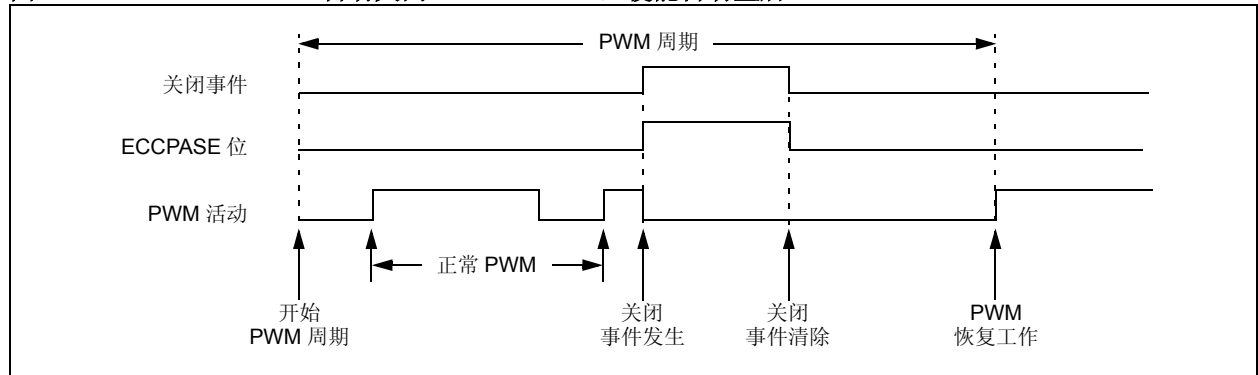 PWM 周期
关闭事件
ECCPASE 位
PWM 活动
正常 PWM
开始
PWM 周期
关闭
事件发生
关闭
事件清除
PWM
恢复工作